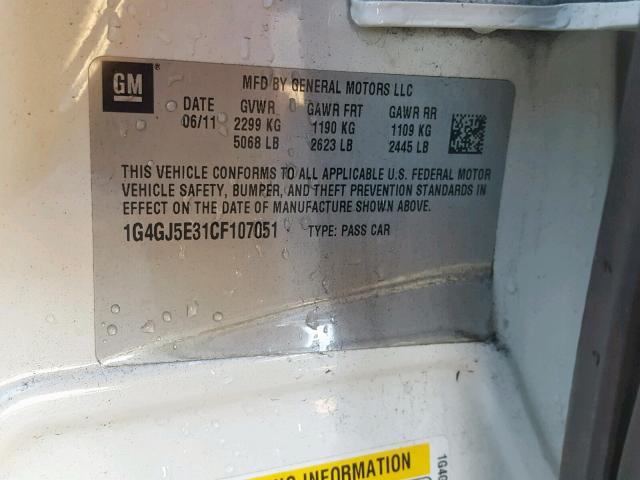 GM ®
MFD BY GENERAL MOTORS LLC
DATE GVWR GAWR FRT GAWR RR
06/11 2299 KG 1190 KG 1109 KG
5068 LB 2623 LB 2445 LB
THIS VEHICLE CONFORMS TO ALL APPLICABLE U.S. FEDERAL MOTOR
VEHICLE SAFETY, BUMPER, AND THEFT PREVENTION STANDARDS IN
EFFECT ON THE DATE OF MANUFACTURE SHOWN ABOVE.
1G4GJ5E31CF107051 TYPE: PASS CAR
INFORMATION
1G4G